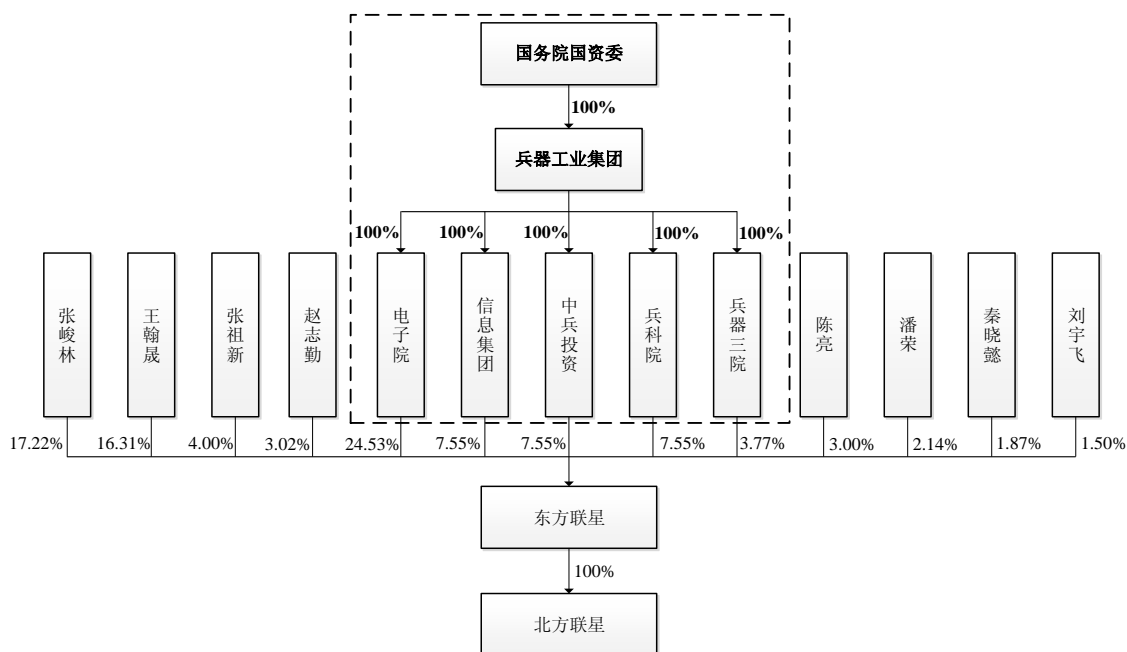 国务院国资委
100%
兵器工业集团
100%
100%
100%
100%
100%
张峻林
王翰晟
张祖新
赵志勤
电子院
信息集团
中兵投资
兵科院
兵器三院
陈亮
潘荣
秦晓懿
刘宇飞
17.22%
16.31%
4.00%
3.02%
24.53%
7.55%
7.55%
7.55%
3.77%
3.00%
2.14%
1.87%
1.50%
东方联星
100%
北方联星